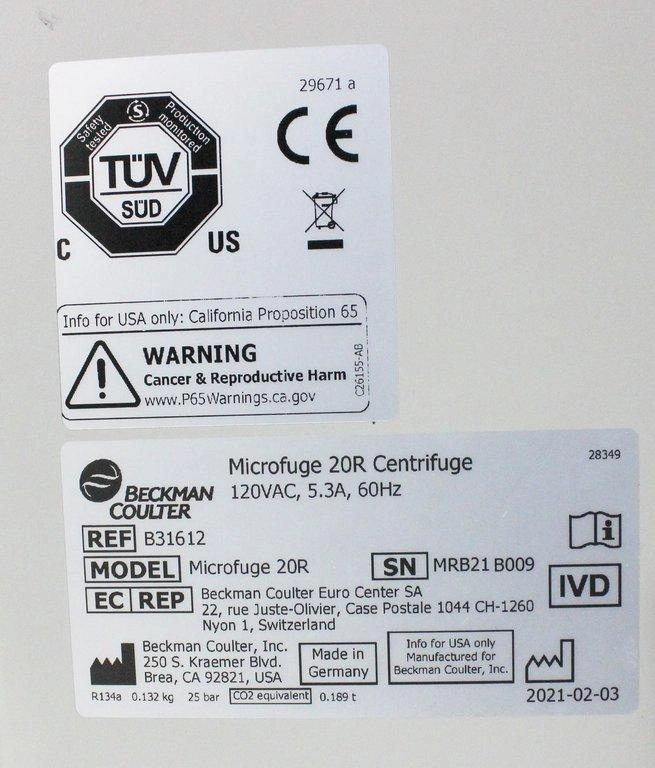 29671 a
Safety tested
S
Production monitored
TÜV
SÜD
CE
C US
Info for USA only: California Proposition 65
WARNING
Cancer & Reproductive Harm
www.P65Warnings.ca.gov
C26155-AB
28349
Microfuge 20R Centrifuge
120VAC, 5.3A, 60Hz
BECKMAN
COULTER
REF B31612
i
MODEL Microfuge 20R SN MRB21 B009
EC REP Beckman Coulter Euro Center SA
22, rue Juste-Olivier, Case Postale 1044 CH-1260
Nyon 1, Switzerland
IVD
Beckman Coulter, Inc.
250 S. Kraemer Blvd.
Brea, CA 92821, USA
Made in
Germany
Info for USA only
Manufactured for
Beckman Coulter, Inc.
2021-02-03
R134a 0.132 kg 25 bar CO2 equivalent 0.189 t